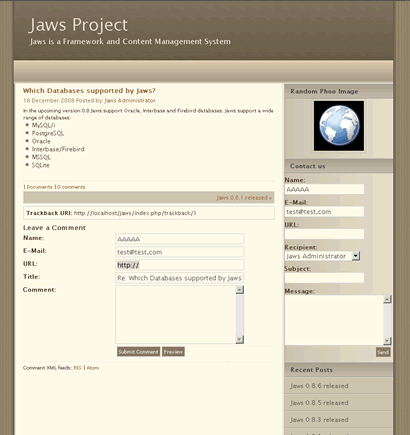 Jaws Project
Jaws is a Framework and Content Management System
Which Databases supported by Jaws?
18 December 2008 Posted by: Jaws Administrator
In the upcoming version 0.8 Jaws support Oracle, Interbase and Firebird databases. Jaws support a wide
range of databases:
MySQL/i
PostgreSQL
Oracle
Interbase/Firebird
MSSQL
SQLite
| Documents | 0 comments
Jaws 0.8.1 released »
Trackback URI: http://localhost/jaws/index.php/trackback/1
Leave a Comment
Name: AAAAA
E-Mail: test@test.com
URL: http://
Title: Re: Which Databases supported by Jaws
Comment:
Submit Comment Preview
Comment XML feeds: RSS | Atom
Random Phoo Image
Contact us
Name:
AAAAA
E-Mail:
test@test.com
URL:
Recipient:
Jaws Administrator
Subject:
Message:
Send
Recent Posts
Jaws 0.8.6 released
Jaws 0.8.5 released
Jaws 0.8.3 released